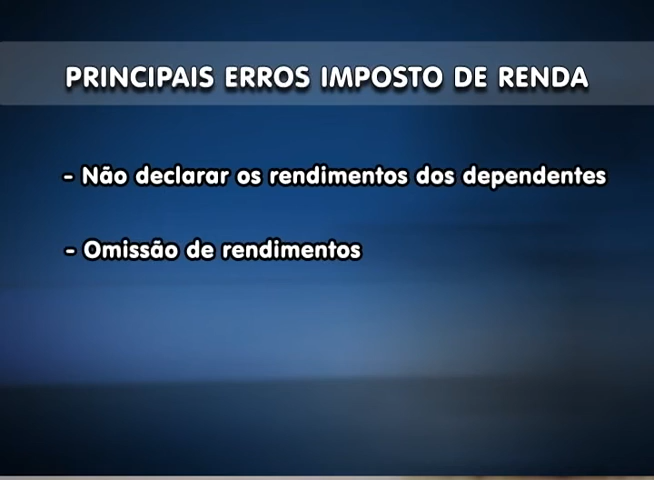 PRINCIPAIS ERROS IMPOSTO DE RENDA
- Não declarar os rendimentos dos dependentes
- Omissão de rendimentos